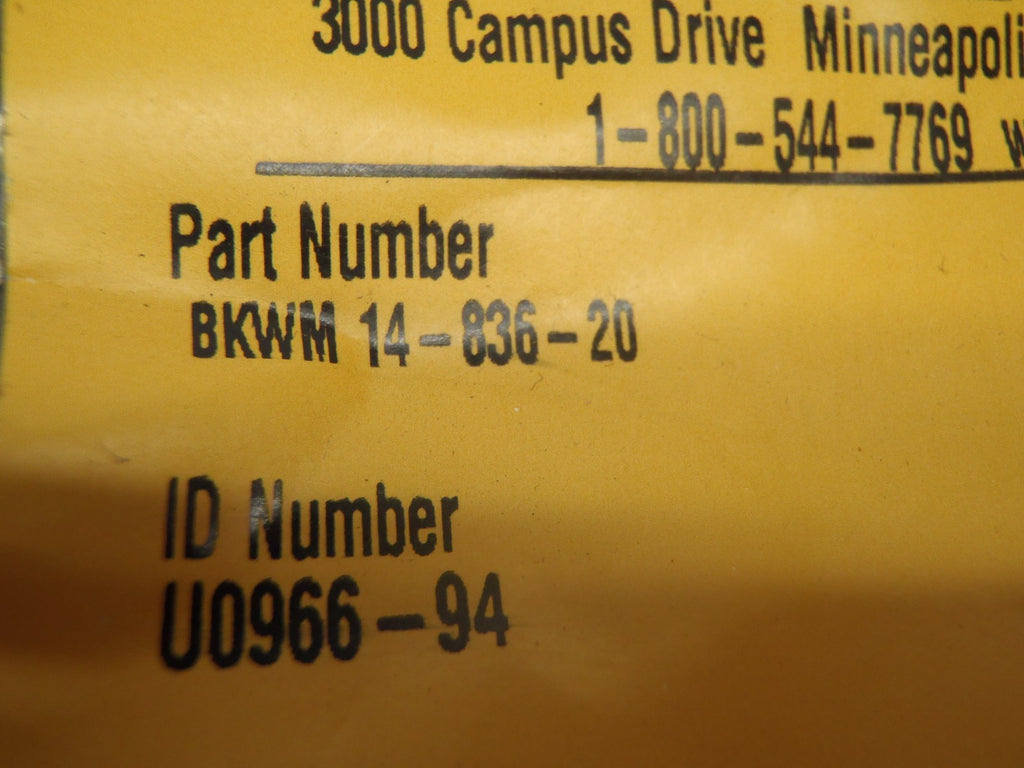 3000 Campus Drive Minneapoli
1-800-544-7769 w
Part Number
BKWM 14-836-20
ID Number
U0966-94